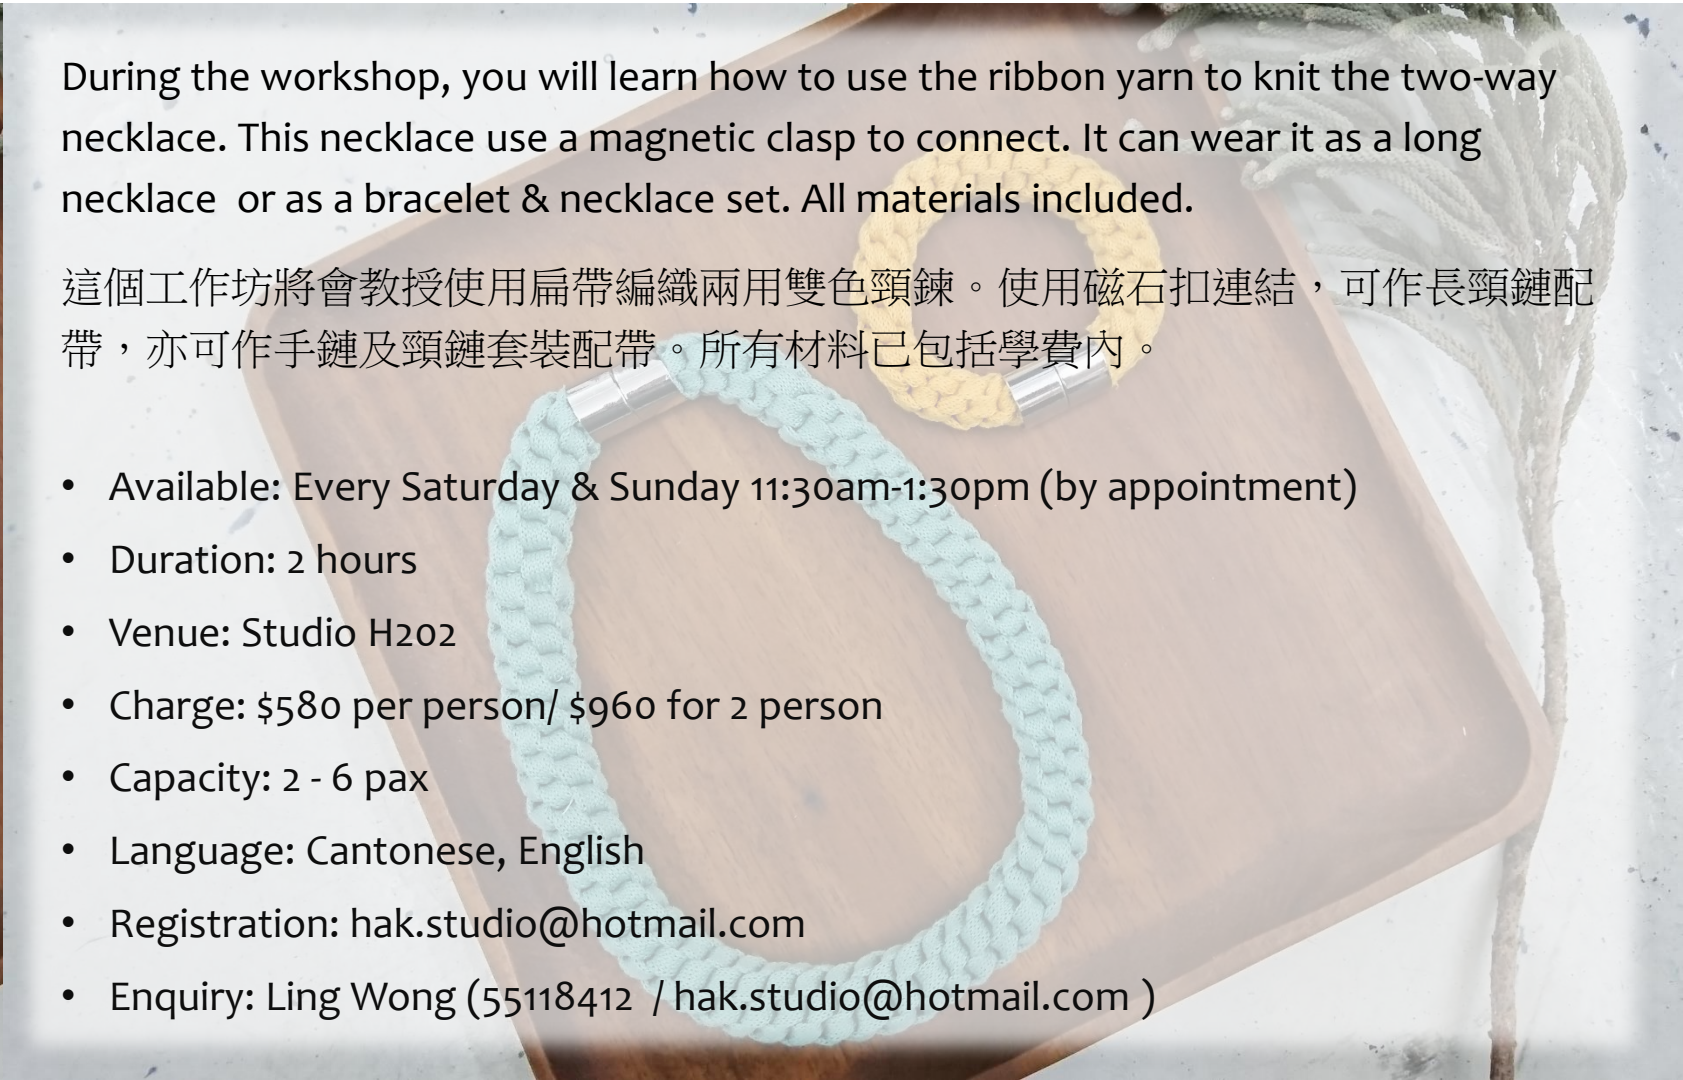 During the workshop, you will learn how to use the ribbon yarn to knit the two-way
necklace. This necklace use a magnetic clasp to connect. It can wear it as a long
necklace  or as a bracelet & necklace set. All materials included.
這個工作坊將會教授使用扁帶編織兩用雙色頸鍊。使用磁石扣連結，可作長頸鏈配
帶，亦可作手鏈及頸鏈套裝配帶。所有材料已包括學費內。
• Available: Every Saturday & Sunday 11:30am-1:30pm (by appointment)
• Duration: 2 hours
• Venue: Studio H202
• Charge: $580 per person/ $960 for 2 person
• Capacity: 2 - 6 pax
• Language: Cantonese, English
• Registration: hak.studio@hotmail.com
• Enquiry: Ling Wong (55118412  / hak.studio@hotmail.com )